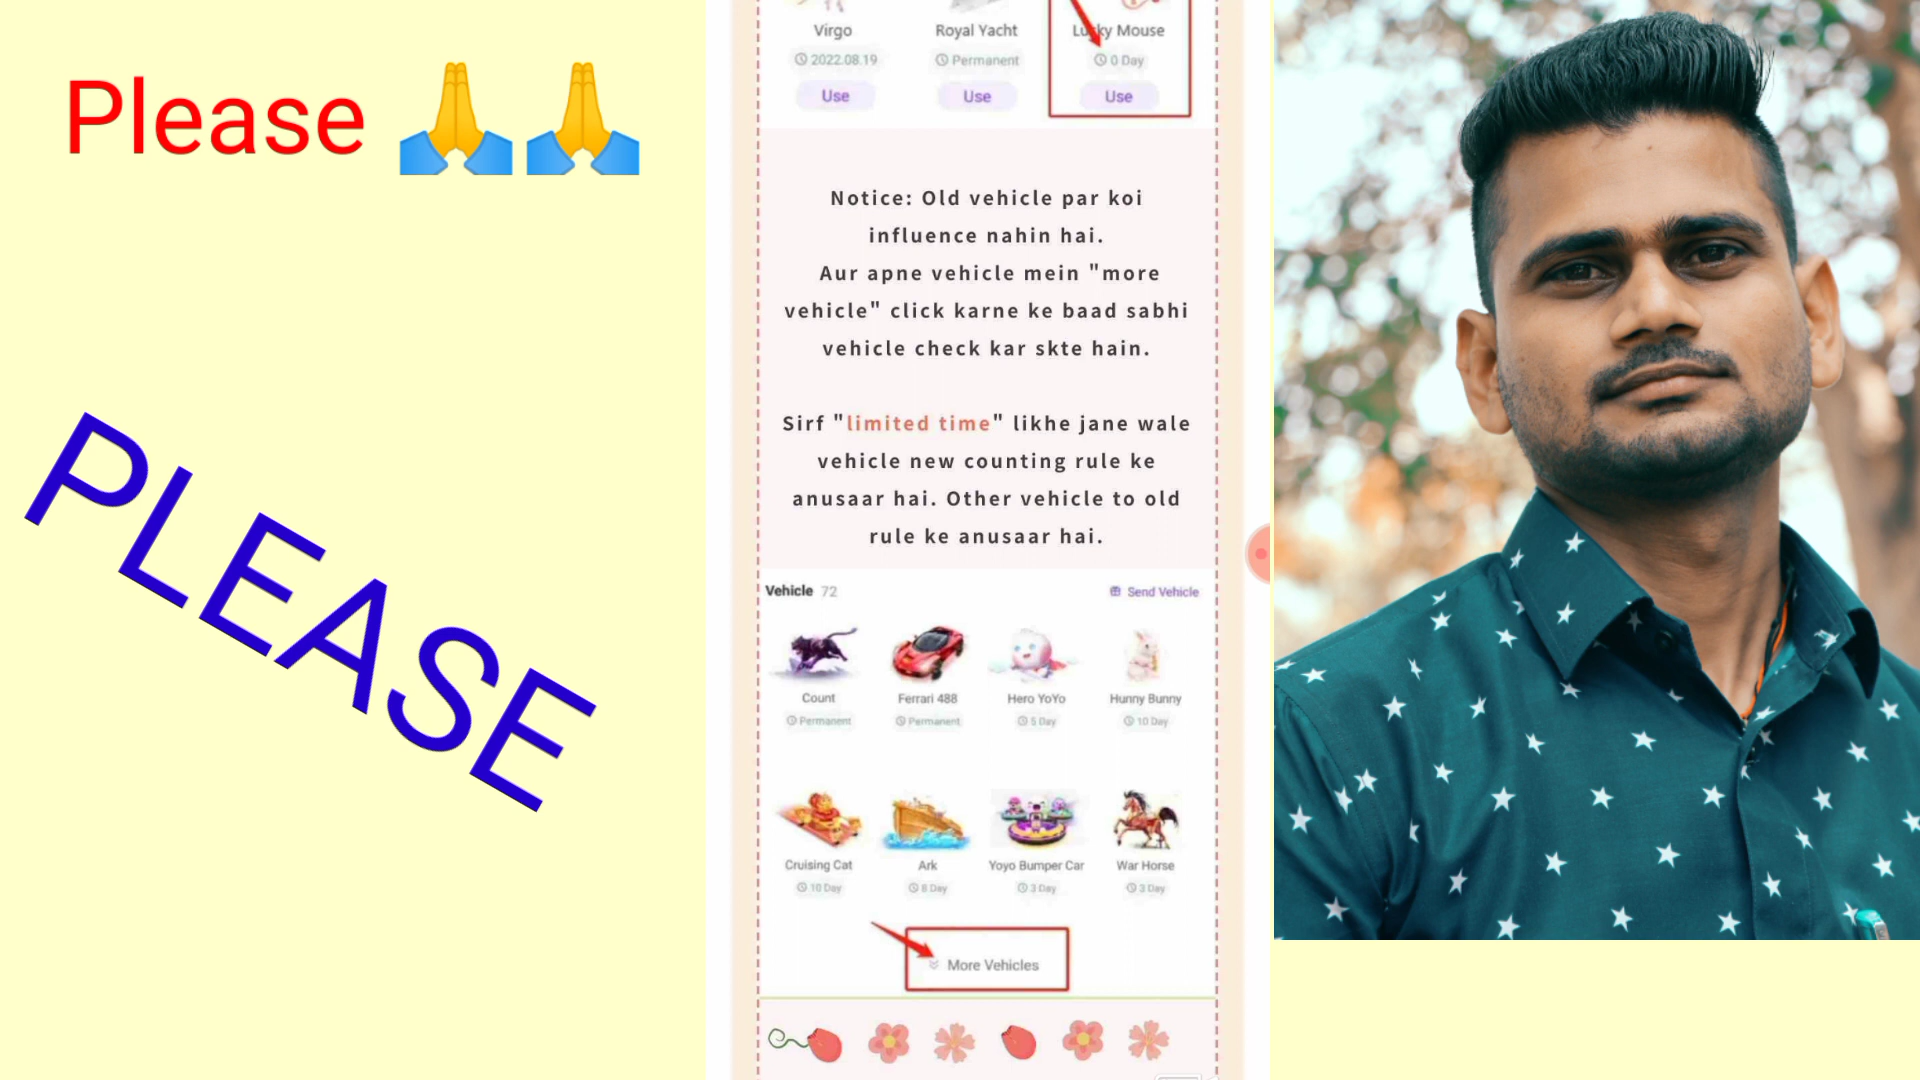 Please
PLEASE
Virgo
Royal Yacht
Lucky Mouse
2022.08.19
Permanent
0 Day
Use
Use
Use
Notice: Old vehicle par koi
influence nahin hai.
Aur apne vehicle mein "more
vehicle" click karne ke baad sabhi
vehicle check kar skte hain.
Sirf "limited time" likhe jane wale
vehicle new counting rule ke
anusaar hai. Other vehicle to old
rule ke anusaar hai.
Vehicle 72
Send Vehicle
Count
Ferrari 488
Hero YoYo
Hunny Bunny
Permanent
Permanent
5 Day
10 Day
Cruising Cat
Ark
Yoyo Bumper Car
War Horse
10 Day
8 Day
3 Day
3 Day
More Vehicles